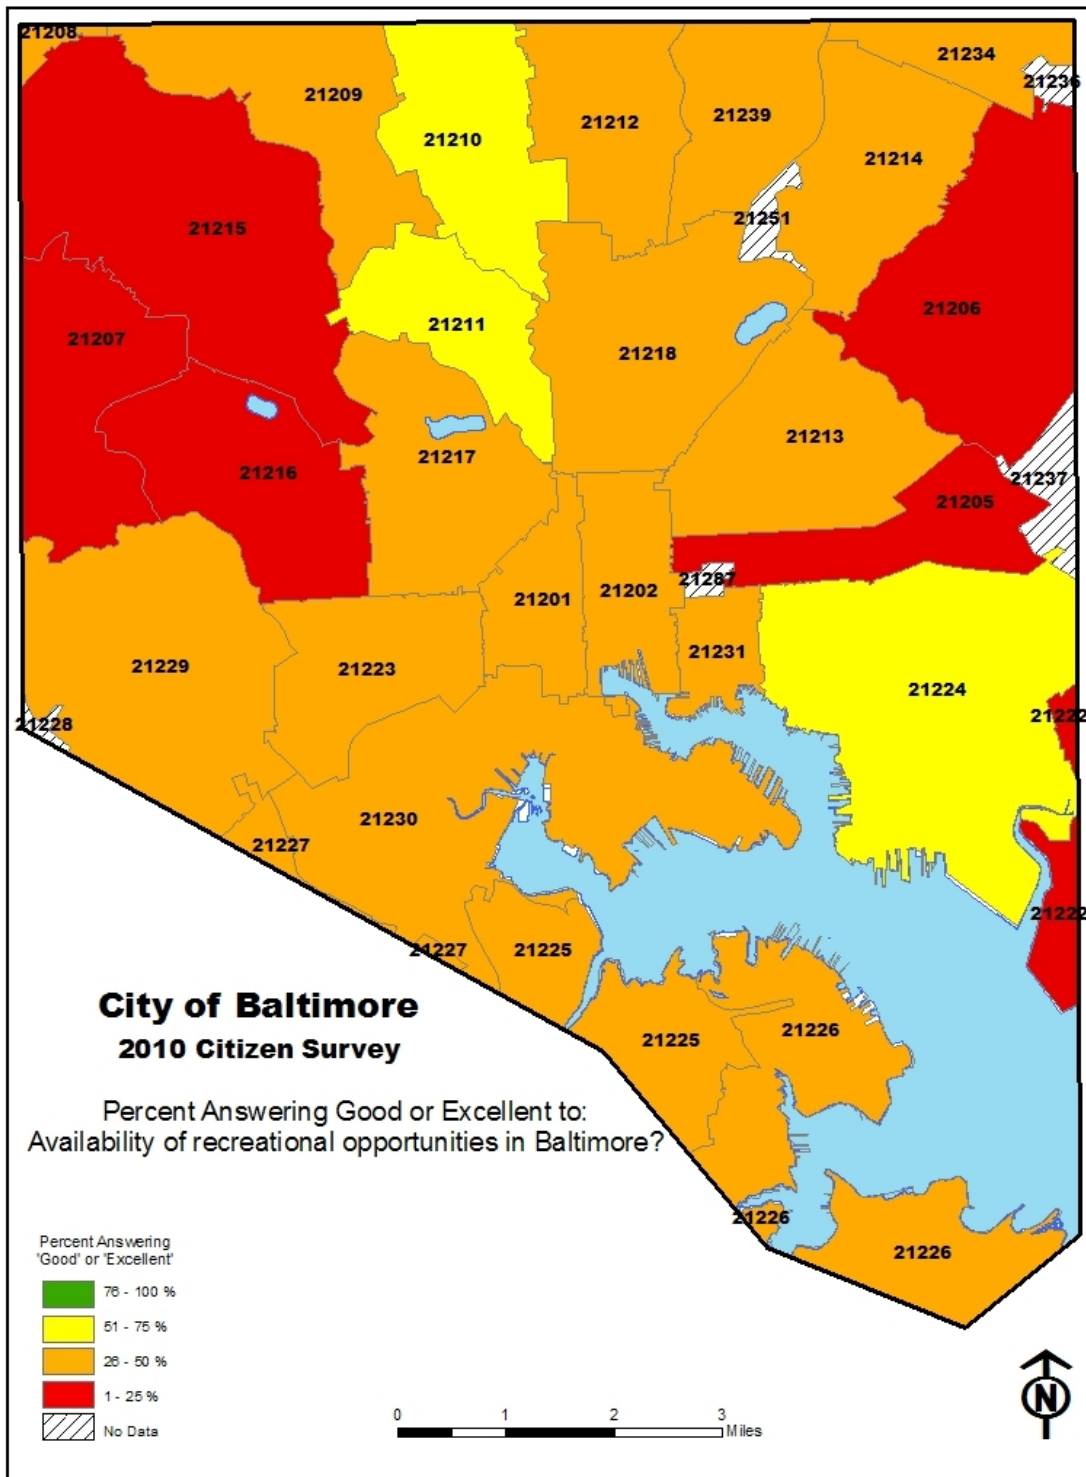 21208
21234
21236
21209
21210
21212
21239
21214
21251
21215
21206
21207
21211
21218
21213
21217
21216
21237
21205
21287
21201
21202
21231
21229
21223
21224
21228
21222
21230
21227
21222
21227
21225
City of Baltimore
2010 Citizen Survey
21225
21226
Percent Answering Good or Excellent to:
Availability of recreational opportunities in Baltimore?
21226
21226
Percent Answering
'Good' or 'Excellent'
76 - 100 %
51 - 75 %
26 - 50 %
1 - 25 %
No Data
0 1 2 3
Miles
N